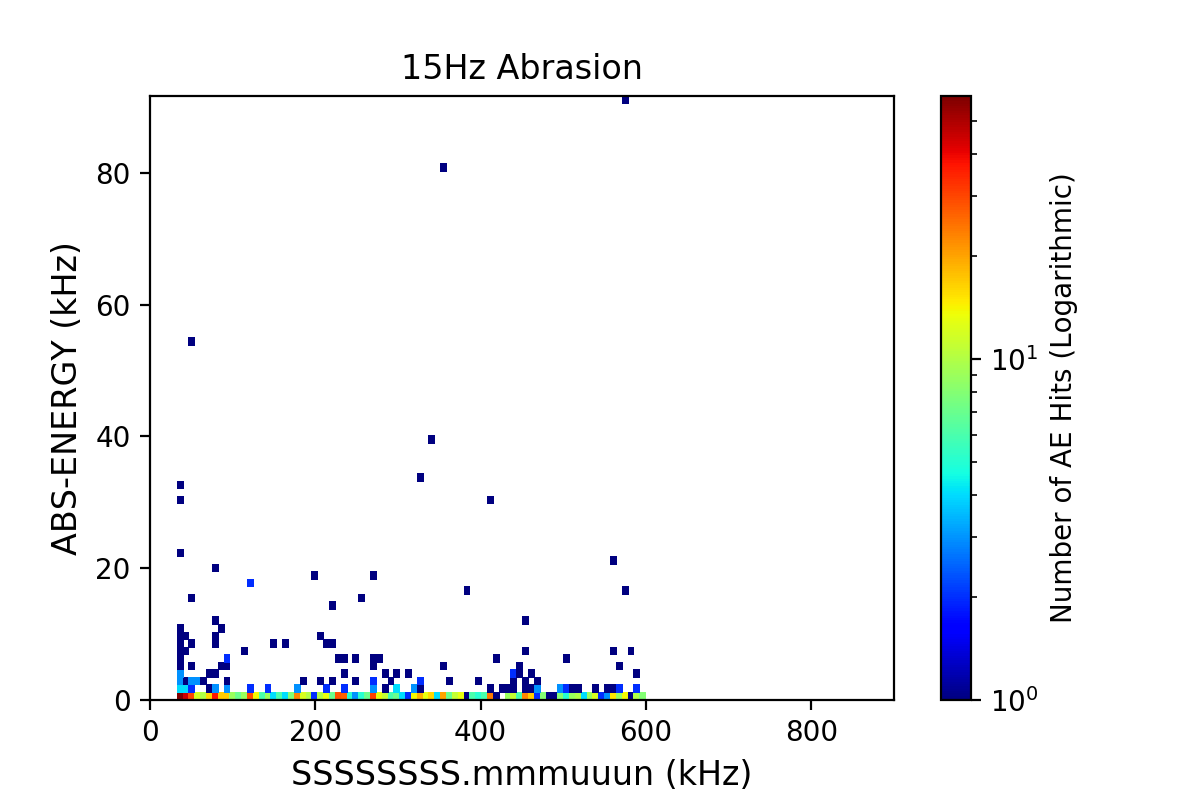 15Hz Abrasion
80
60
40
20
0
ABS-ENERGY (kHz)
0 200 400 600 800
SSSSSSSS.mmmuuun (kHz)
10¹
10⁰
Number of AE Hits (Logarithmic)